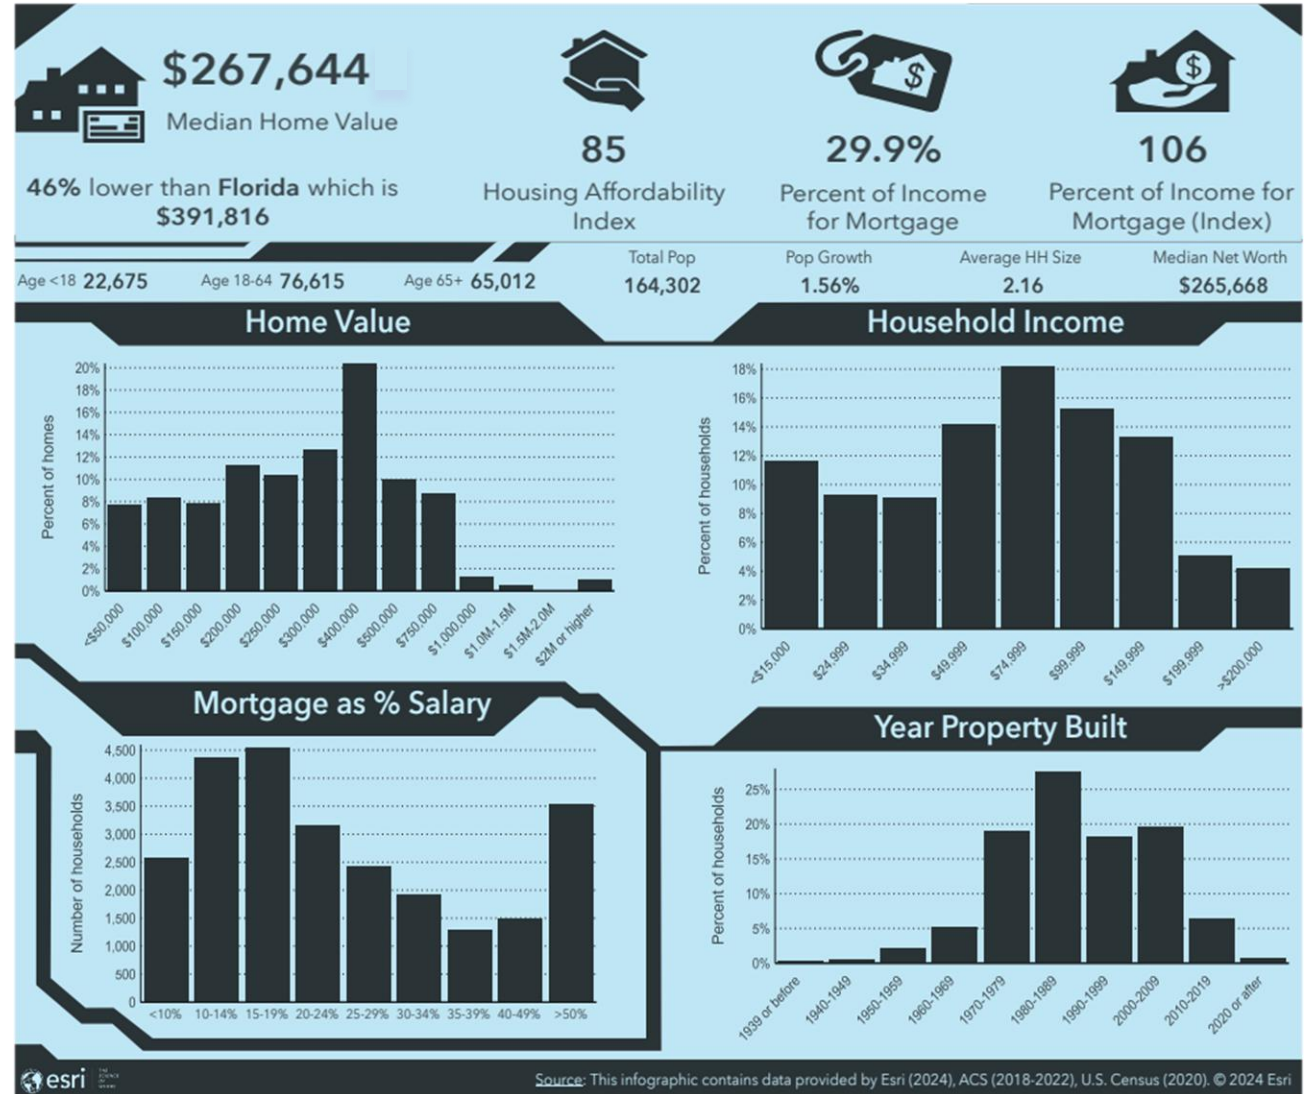 $267,644
Median Home Value
46% lower than Florida which is
$391,816
85
Housing Affordability
Index
29.9%
Percent of Income
for Mortgage
106
Percent of Income for
Mortgage (Index)
Age <18 22,675
Age 18-64 76,615
Age 65+ 65,012
Total Pop
164,302
Pop Growth
1.56%
Average HH Size
2.16
Median Net Worth
$265,668
Home Value
Percent of homes
20%
18%
16%
14%
12%
10%
8%
6%
4%
2%
0%
<$50,000
$100,000
$150,000
$200,000
$250,000
$300,000
$400,000
$500,000
$750,000
$1,000,000
$1.0M-1.5M
$1.5M-2.0M
$2M or higher
Household Income
Percent of households
18%
16%
14%
12%
10%
8%
6%
4%
2%
0%
<$15,000
$24,999
$34,999
$49,999
$74,999
$99,999
$149,999
$199,999
>$200,000
Mortgage as % Salary
Number of households
4,500
4,000
3,500
3,000
2,500
2,000
1,500
1,000
500
0
<10%
10-14%
15-19%
20-24%
25-29%
30-34%
35-39%
40-49%
>50%
Year Property Built
Percent of households
25%
20%
15%
10%
5%
0%
1939 or before
1940-1949
1950-1959
1960-1969
1970-1979
1980-1989
1990-1999
2000-2009
2010-2019
2020 or after
esri
Source: This infographic contains data provided by Esri (2024), ACS (2018-2022), U.S. Census (2020). © 2024 Esri